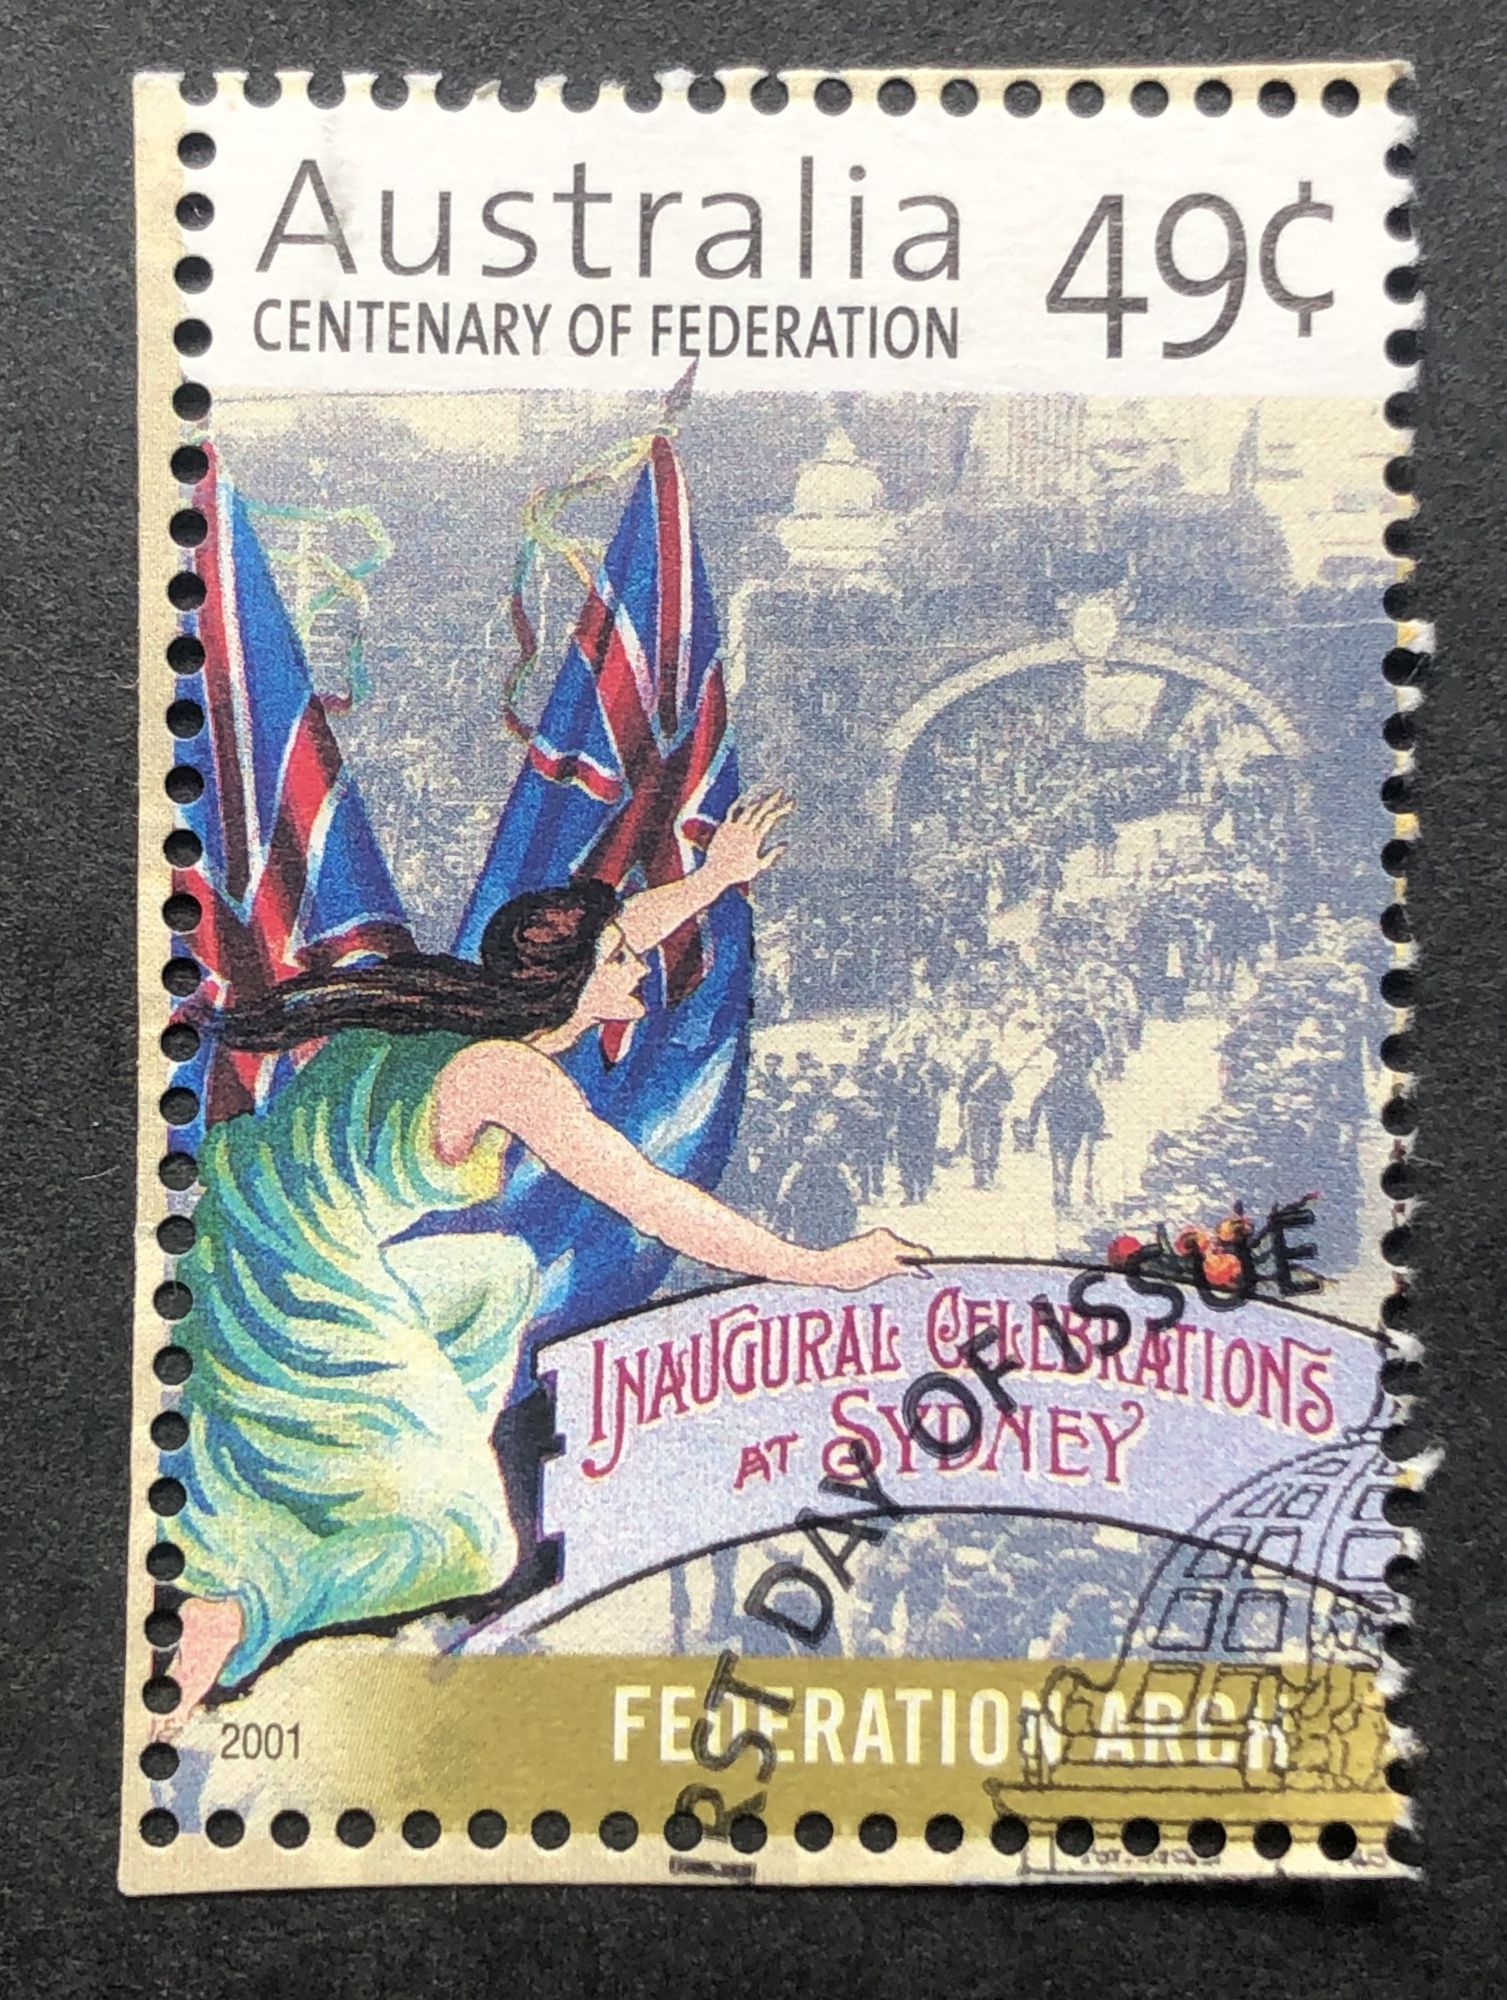 Australia 49¢
CENTENARY OF FEDERATION
INAUGURAL CELEBRATIONS
AT SYDNEY
FIRST DAY OF ISSUE
2001 FEDERATION ARCH